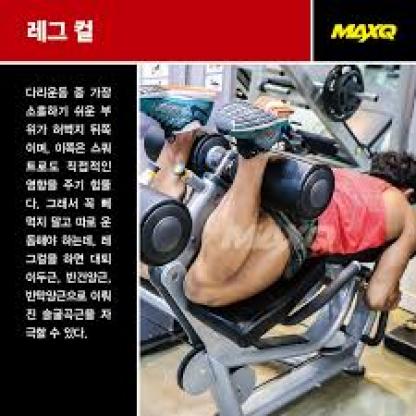 레그 컬
MAXQ
다리운동 중 가장
소홀하기 쉬운 부
위가 허벅지 뒤쪽
이며, 이쪽은 스쿼
트로도 직접적인
영향을 주기 힘들
다. 그래서 꼭 빼
먹지 말고 따로 운
동해야 하는데, 레
그컬을 하면 대퇴
이두근, 반건양근,
반막양근으로 이뤄
진 슬굴곡근을 자
극할 수 있다.
MAXQ